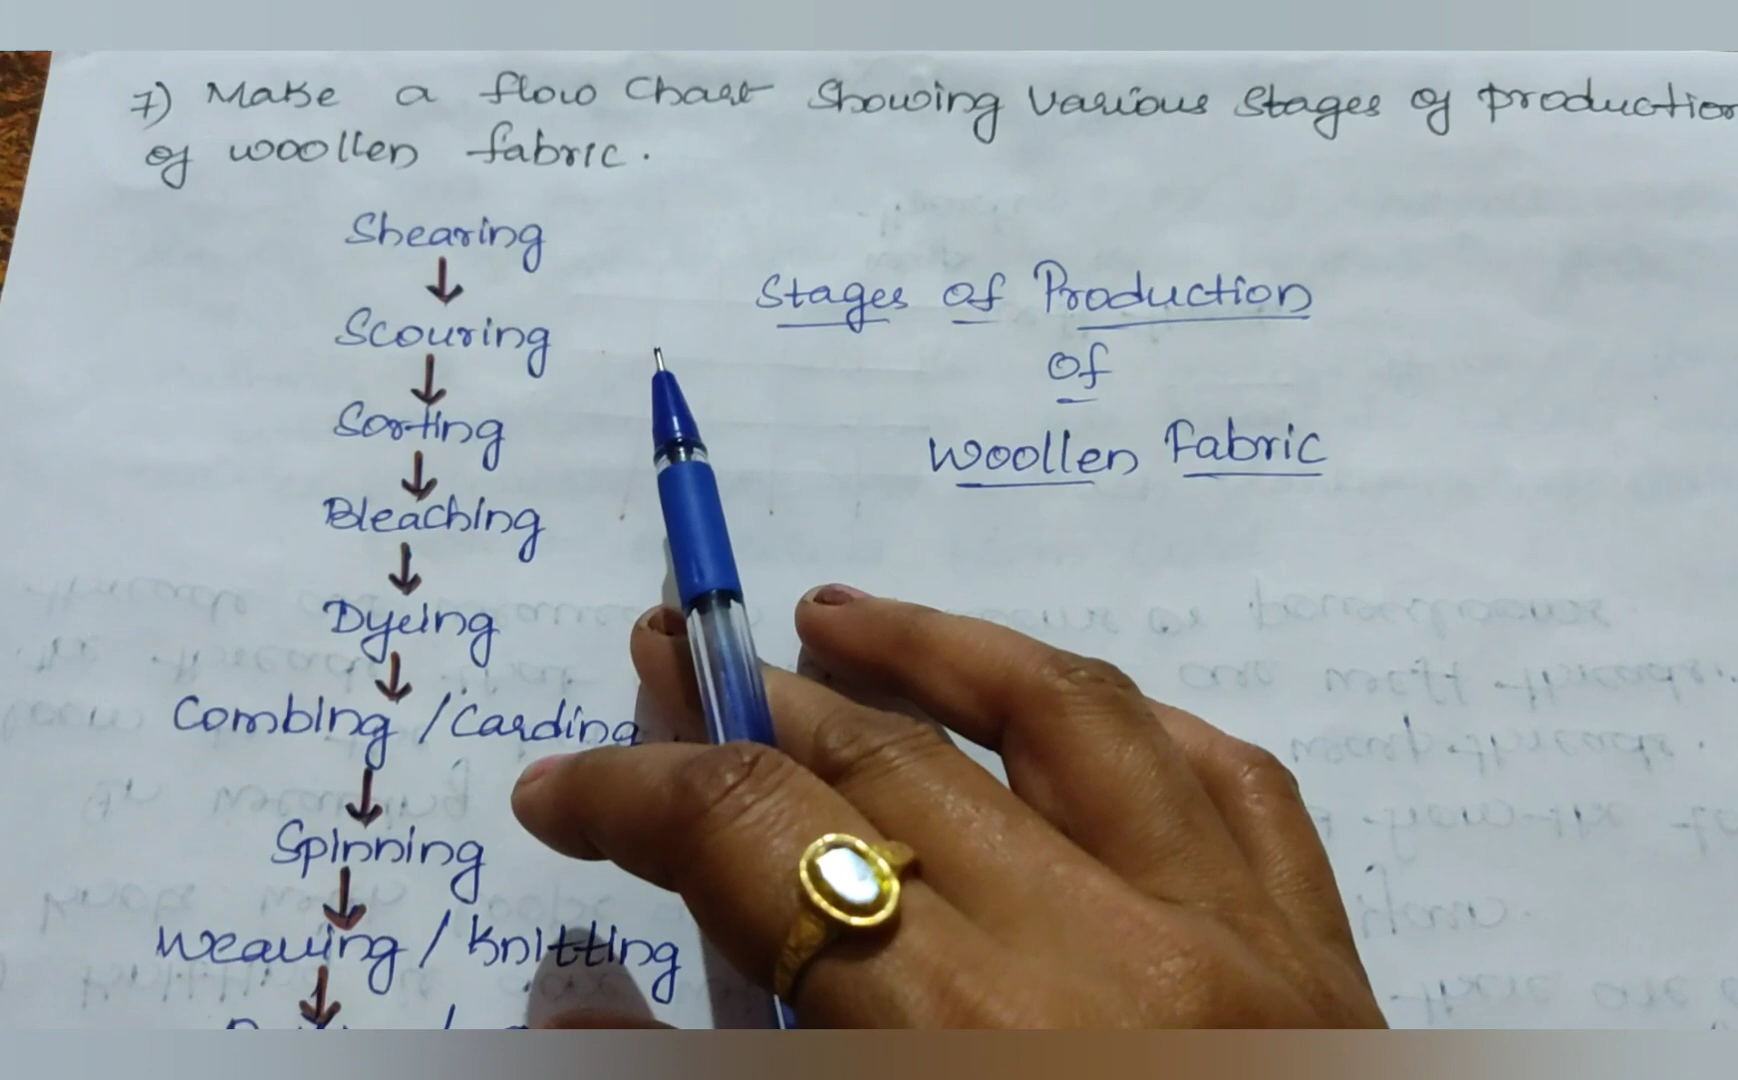 7) Make a flow chart showing various stages of production
of woollen fabric.
Shearing
Scouring
Sorting
Bleaching
Dyeing
Combing / Carding
Spinning
Weaving / Knitting
Stages of Production
of
Woollen Fabric